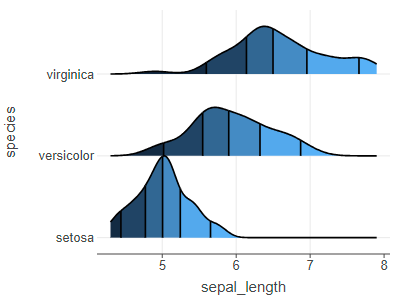 virginica
versicolor
setosa
species
5 6 7 8
sepal_length